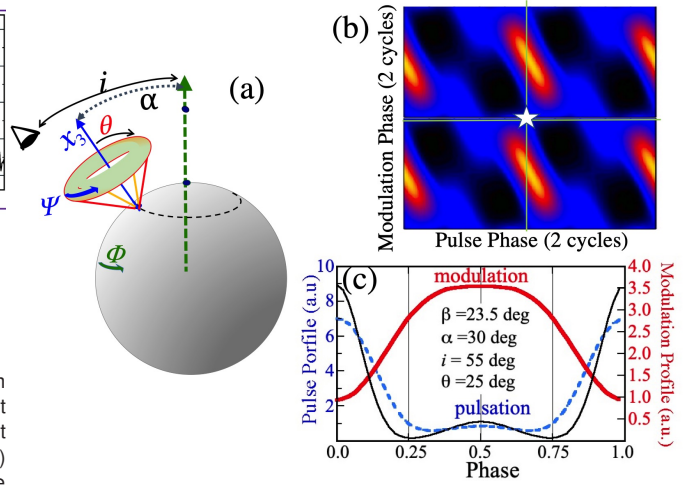 (a)
i
α
x3
θ
Ψ
Φ
(b)
Modulation Phase (2 cycles)
Pulse Phase (2 cycles)
(c)
Pulse Porfile (a.u)
10
8
6
4
2
modulation
β =23.5 deg
α =30 deg
i = 55 deg
θ =25 deg
pulsation
4.0
3.5
3.0
2.5
2.0
1.5
1.0
0.5
Modulation Profile (a.u.)
0.0 0.25 0.5 0.75 1.0
Phase
t
t
)
e